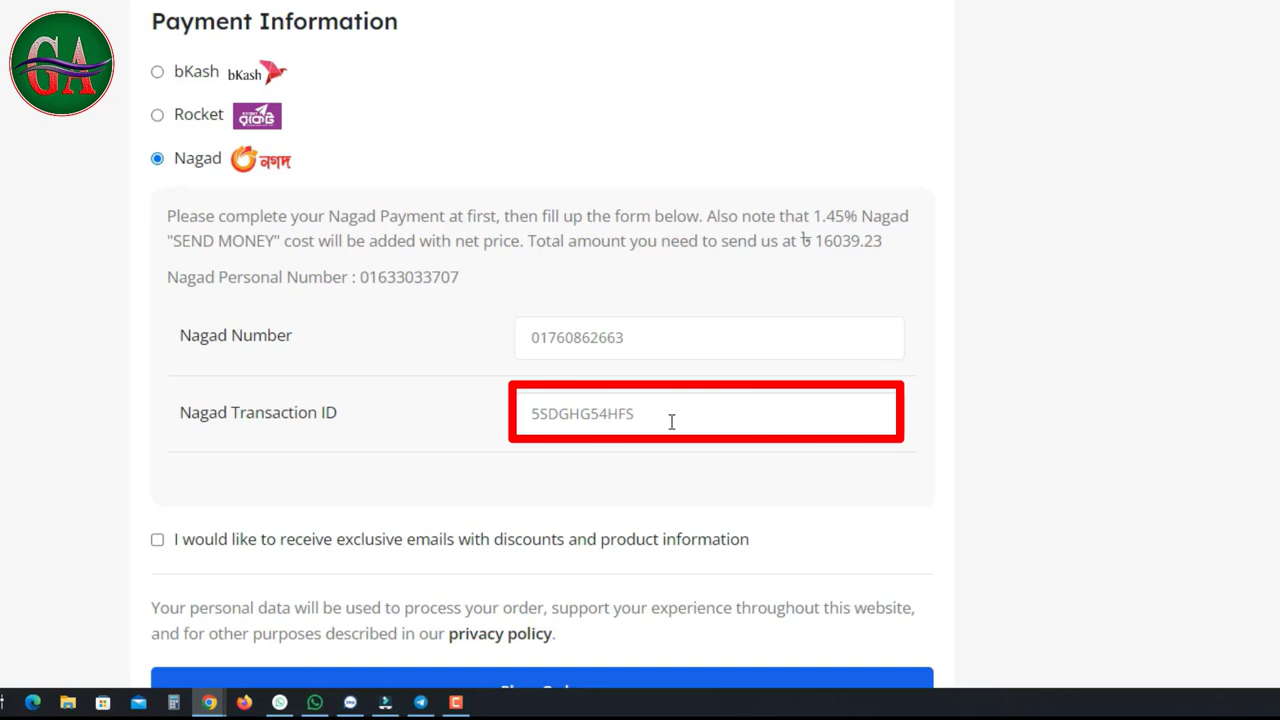 GA
Payment Information
bKash bKash
Rocket রকেট
Nagad নগদ
Please complete your Nagad Payment at first, then fill up the form below. Also note that 1.45% Nagad
"SEND MONEY" cost will be added with net price. Total amount you need to send us at ৳ 16039.23
Nagad Personal Number : 01633033707
Nagad Number 01760862663
Nagad Transaction ID 5SDGHG54HFS
I would like to receive exclusive emails with discounts and product information
Your personal data will be used to process your order, support your experience throughout this website,
and for other purposes described in our privacy policy.